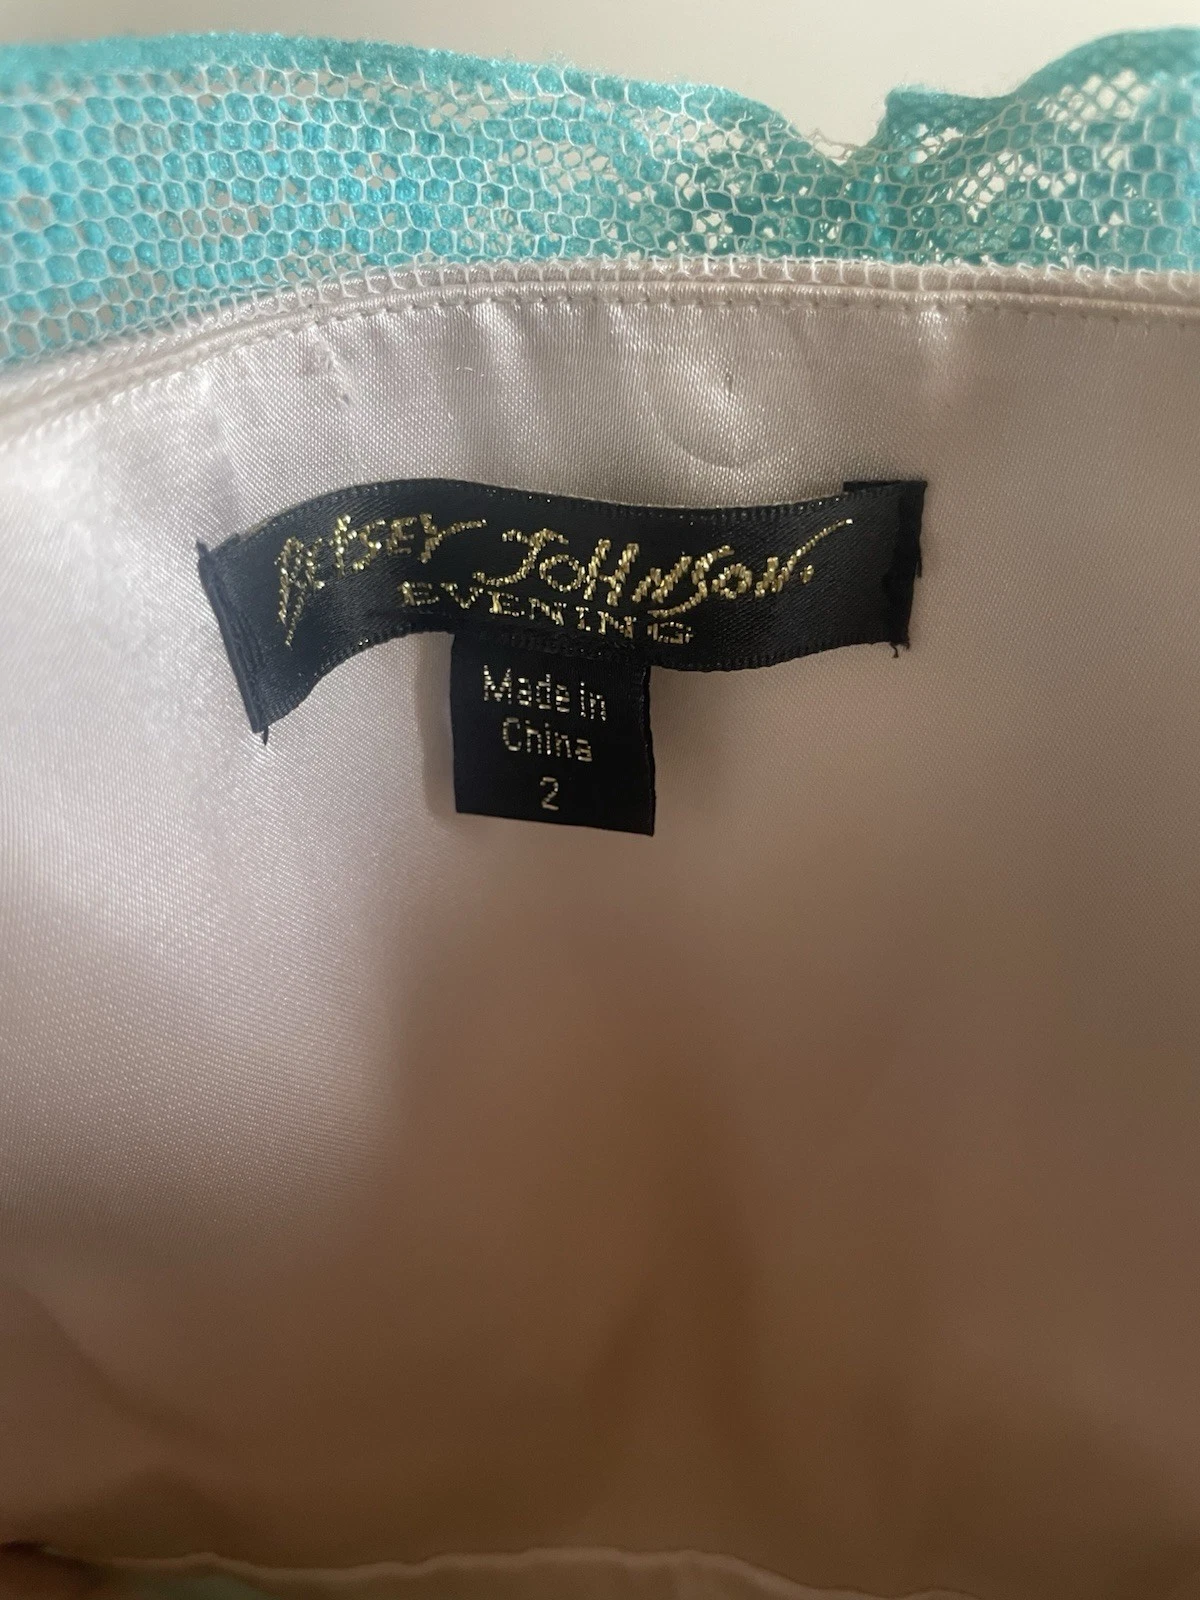 BETSEY JOHNSON.
EVENING
Made in
China
2